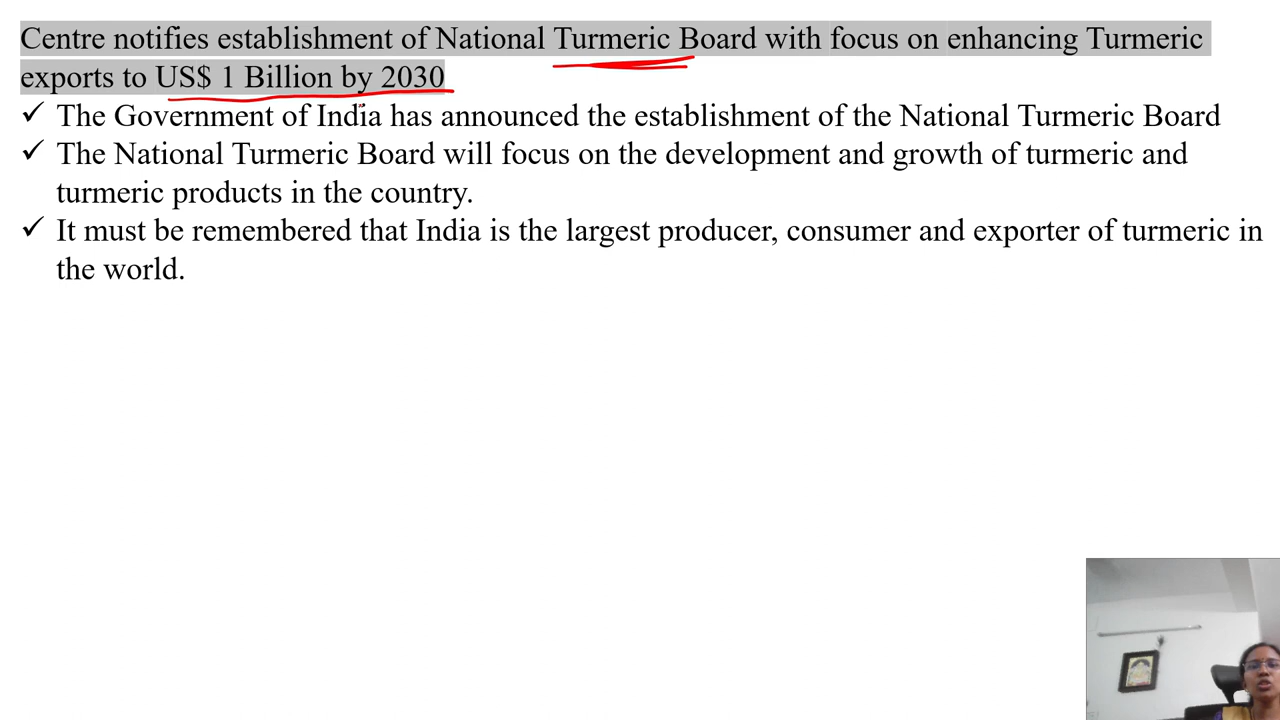 Centre notifies establishment of National Turmeric Board with focus on enhancing Turmeric
exports to US$ 1 Billion by 2030
✓ The Government of India has announced the establishment of the National Turmeric Board
✓ The National Turmeric Board will focus on the development and growth of turmeric and
turmeric products in the country.
✓ It must be remembered that India is the largest producer, consumer and exporter of turmeric in
the world.